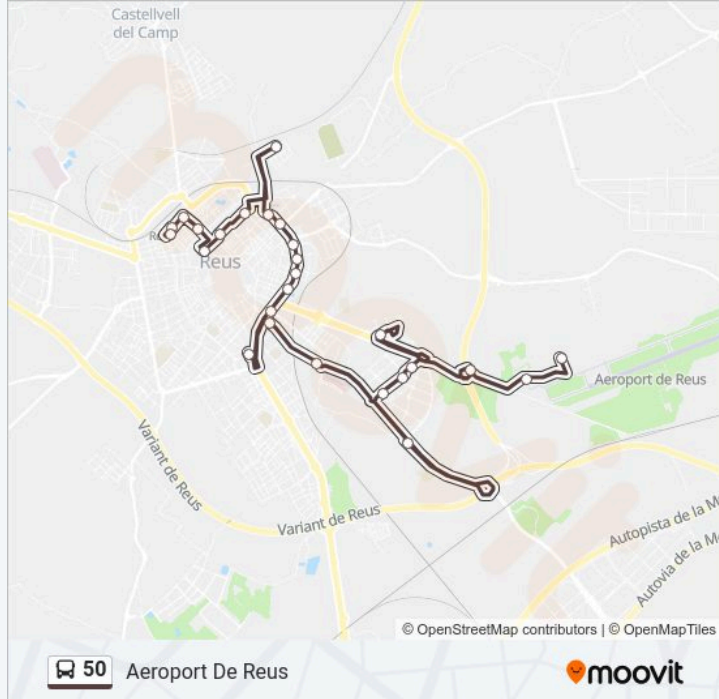 Castellvell
del Camp
Reus
Aeroport de Reus
Variant de Reus
Variant de Reus
Autopista de la M
Autovia de la Me
© OpenStreetMap contributors | © OpenMapTiles
50 Aeroport De Reus
moovit